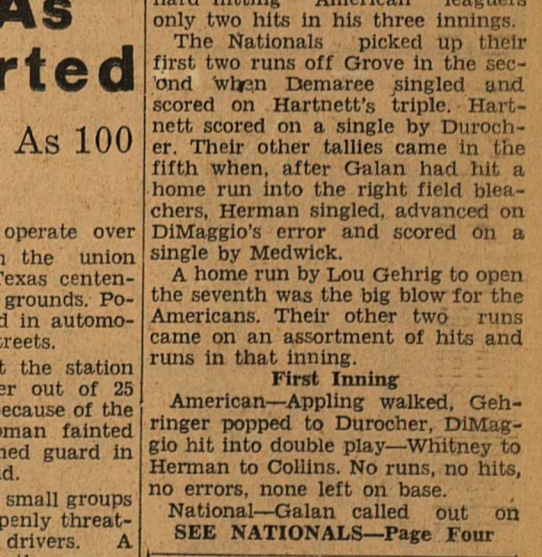 As
rted
As 100
operate over
the union
Texas centen-
grounds. Po-
d in automo-
treets.
t the station
er out of 25
ecause of the
oman fainted
ned guard in
d.
small groups
penly threat-
drivers. A
hard hitting American leaguers
only two hits in his three innings.
The Nationals picked up their
first two runs off Grove in the sec-
ond when Demaree singled and
scored on Hartnett's triple. Hart-
nett scored on a single by Duroch-
er. Their other tallies came in the
fifth when, after Galan had hit a
home run into the right field blea-
chers, Herman singled, advanced on
DiMaggio's error and scored on a
single by Medwick.
A home run by Lou Gehrig to open
the seventh was the big blow for the
Americans. Their other two runs
came on an assortment of hits and
runs in that inning.
First Inning
American—Appling walked, Geh-
ringer popped to Durocher, DiMag-
gio hit into double play—Whitney to
Herman to Collins. No runs, no hits,
no errors, none left on base.
National—Galan called out on
SEE NATIONALS—Page Four